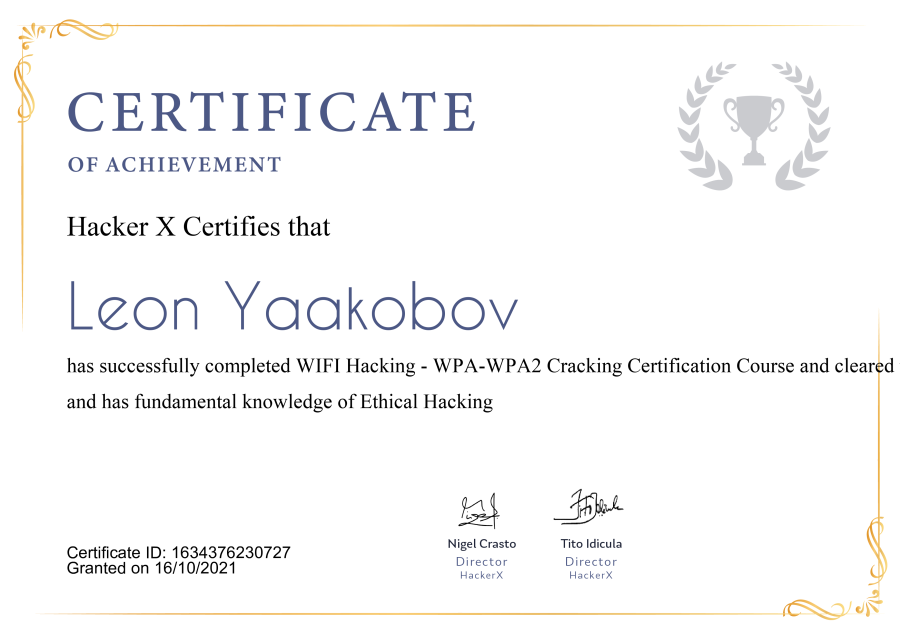 CERTIFICATE
OF ACHIEVEMENT
Hacker X Certifies that
Leon Yaakobov
has successfully completed WIFI Hacking - WPA-WPA2 Cracking Certification Course and cleared
and has fundamental knowledge of Ethical Hacking
Nigel Crasto
Director
HackerX
Tito Idicula
Director
HackerX
Certificate ID: 1634376230727
Granted on 16/10/2021